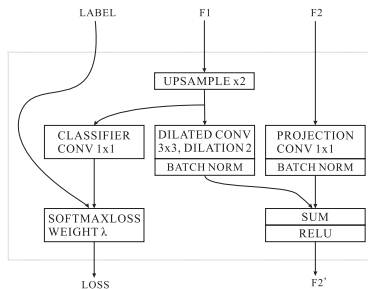 LABEL
F1
F2
UPSAMPLE x2
CLASSIFIER
CONV 1x1
DILATED CONV
3x3, DILATION 2
BATCH NORM
PROJECTION
CONV 1x1
BATCH NORM
SOFTMAXLOSS
WEIGHT λ
SUM
RELU
LOSS
F2'